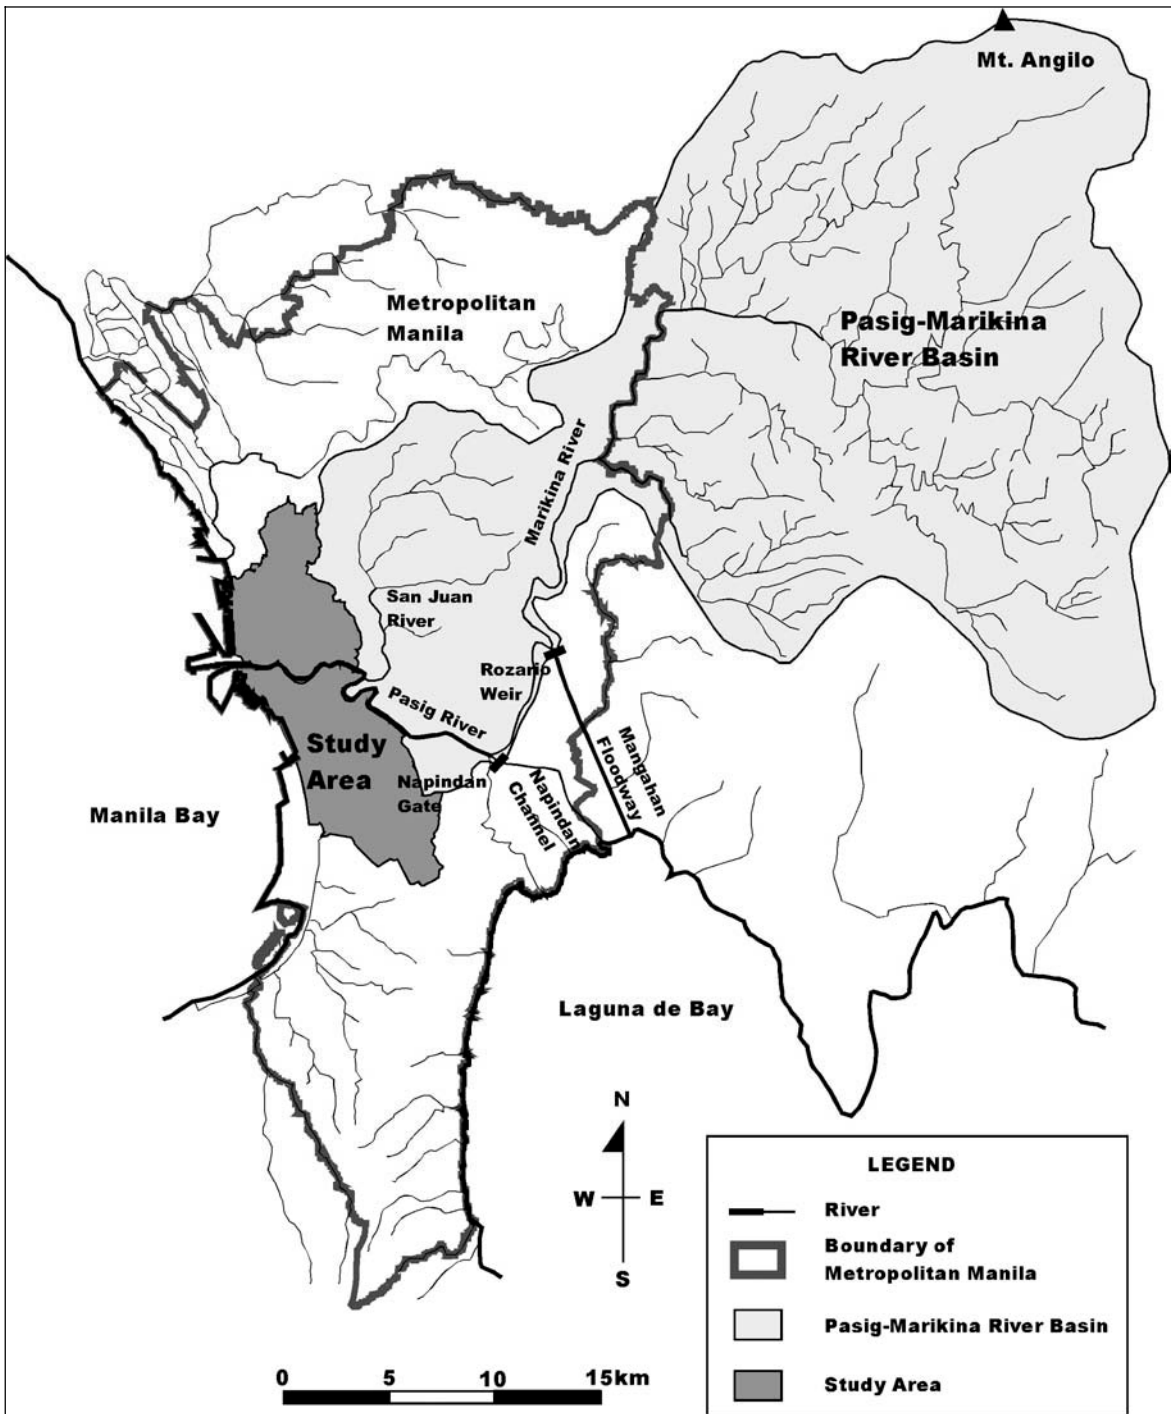 Mt. Angilo
Metropolitan
Manila
Pasig-Marikina
River Basin
Marikina River
San Juan
River
Rozario
Weir
Pasig River
Study
Area
Napindan
Gate
Napindan
Channel
Mangahan
Floodway
Manila Bay
Laguna de Bay
N
W
E
S
LEGEND
River
Boundary of
Metropolitan Manila
Pasig-Marikina River Basin
Study Area
0 5 10 15km